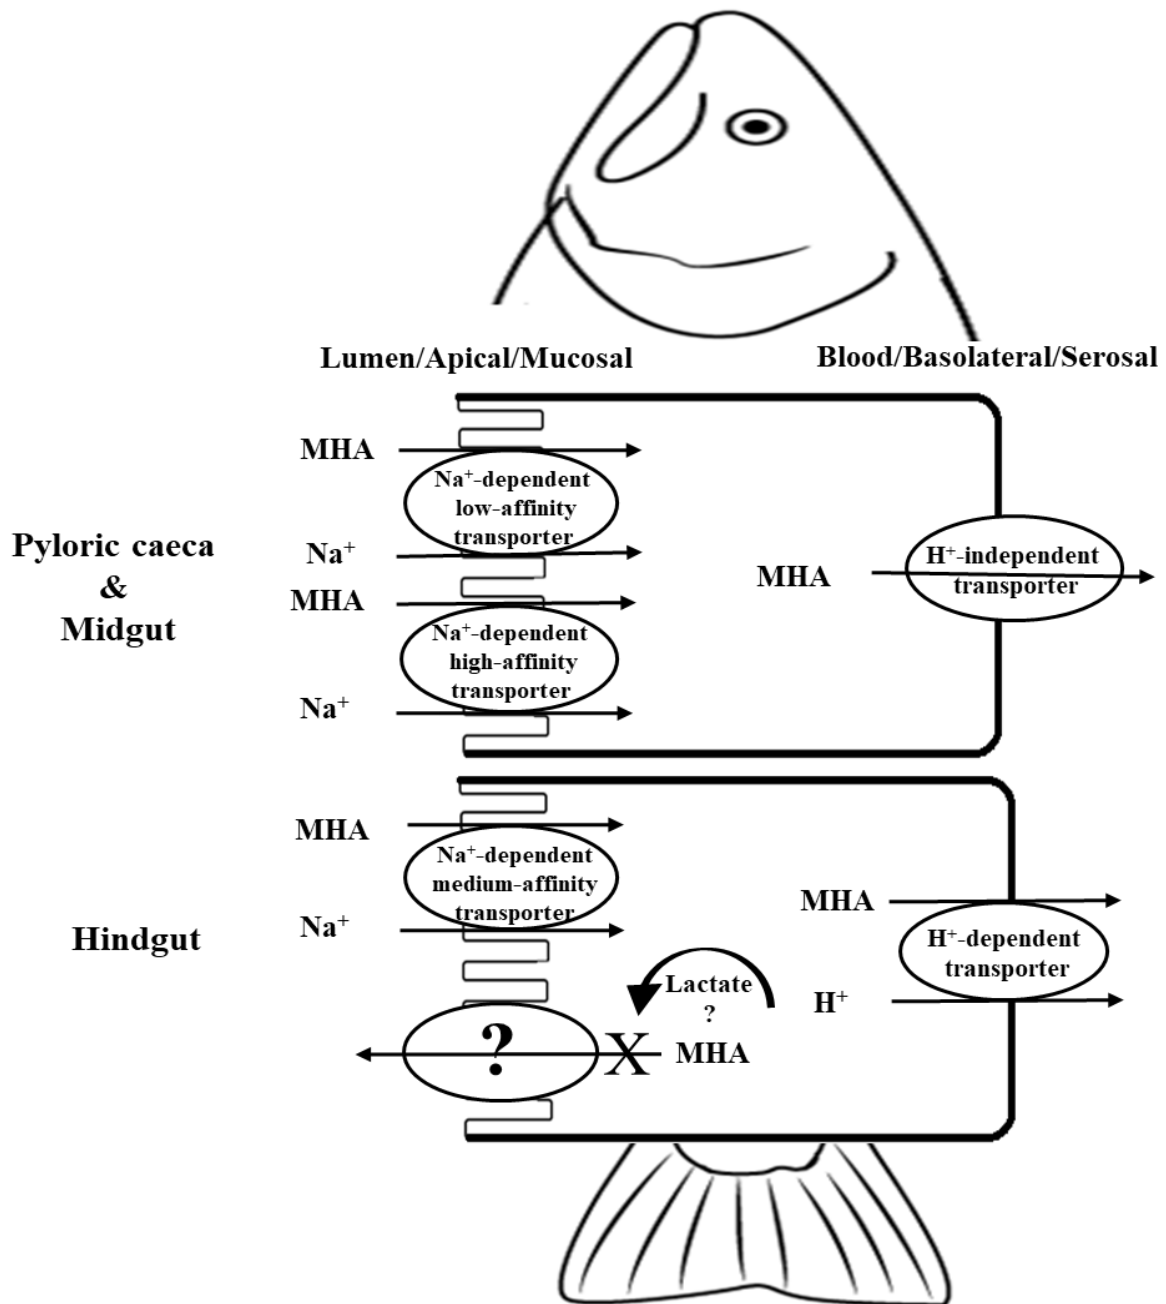 Lumen/Apical/Mucosal
Blood/Basolateral/Serosal
Pyloric caeca
&
Midgut
MHA
Na⁺-dependent
low-affinity
transporter
Na⁺
MHA
Na⁺-dependent
high-affinity
transporter
Na⁺
MHA
H⁺-independent
transporter
Hindgut
MHA
Na⁺-dependent
medium-affinity
transporter
Na⁺
?
X
Lactate
?
MHA
MHA
H⁺-dependent
transporter
H⁺